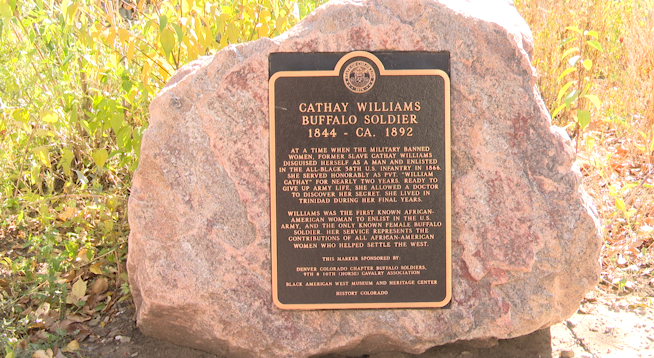 CATHAY WILLIAMS
BUFFALO SOLDIER
1844 - CA. 1892
AT A TIME WHEN THE MILITARY BANNED
WOMEN, FORMER SLAVE CATHAY WILLIAMS
DISGUISED HERSELF AS A MAN AND ENLISTED
IN THE ALL-BLACK 38TH U.S. INFANTRY IN 1866.
SHE SERVED HONORABLY AS PVT. "WILLIAM
CATHAY" FOR NEARLY TWO YEARS. READY TO
GIVE UP ARMY LIFE, SHE ALLOWED A DOCTOR
TO DISCOVER HER SECRET. SHE LIVED IN
TRINIDAD DURING HER FINAL YEARS.
WILLIAMS WAS THE FIRST KNOWN AFRICAN-
AMERICAN WOMAN TO ENLIST IN THE U.S.
ARMY, AND THE ONLY KNOWN FEMALE BUFFALO
SOLDIER. HER SERVICE REPRESENTS THE
CONTRIBUTIONS OF ALL AFRICAN-AMERICAN
WOMEN WHO HELPED SETTLE THE WEST.
THIS MARKER SPONSORED BY:
DENVER COLORADO CHAPTER BUFFALO SOLDIERS,
9TH & 10TH (HORSE) CAVALRY ASSOCIATION
BLACK AMERICAN WEST MUSEUM AND HERITAGE CENTER
HISTORY COLORADO